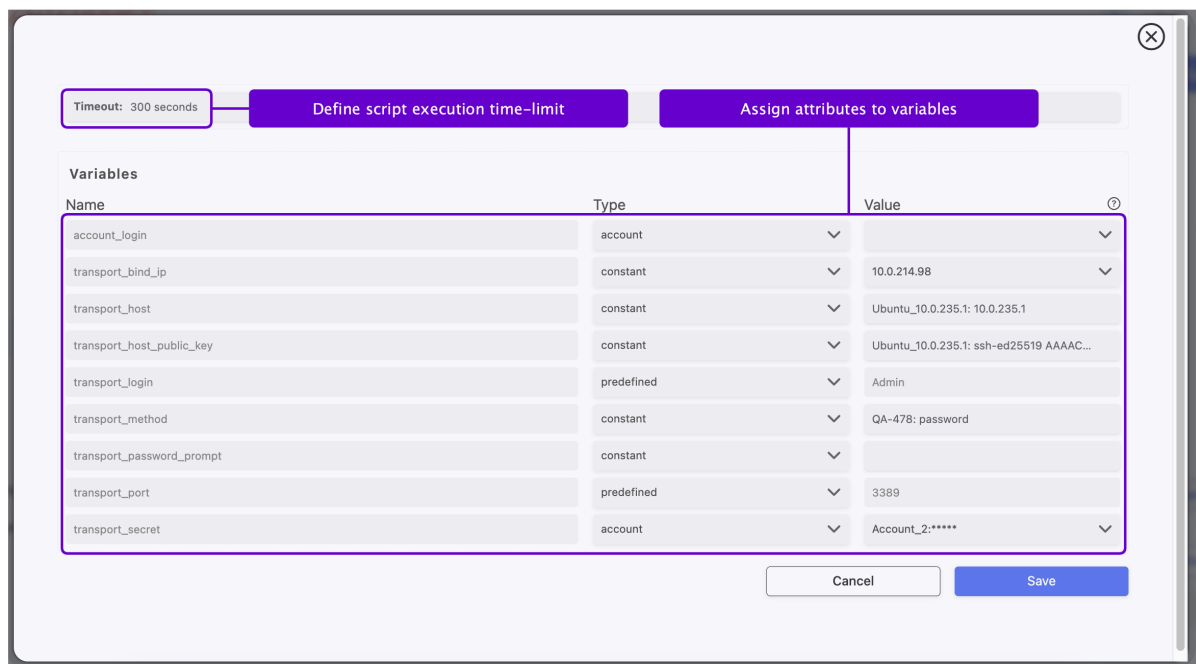 Timeout: 300 seconds
Define script execution time-limit
Assign attributes to variables
Variables
Name Type Value ?
account_login account
transport_bind_ip constant 10.0.214.98
transport_host constant Ubuntu_10.0.235.1: 10.0.235.1
transport_host_public_key constant Ubuntu_10.0.235.1: ssh-ed25519 AAAAC...
transport_login predefined Admin
transport_method constant QA-478: password
transport_password_prompt constant
transport_port predefined 3389
transport_secret account Account_2:*****
Cancel Save